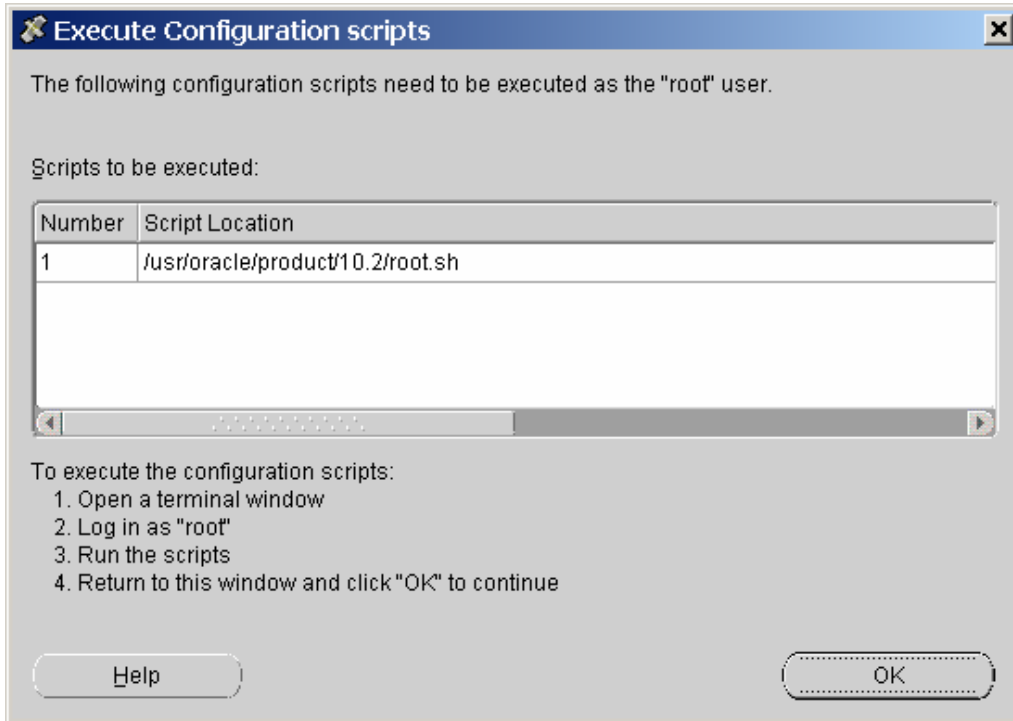 Execute Configuration scripts
The following configuration scripts need to be executed as the "root" user.
Scripts to be executed:
Number Script Location
1 /usr/oracle/product/10.2/root.sh
To execute the configuration scripts:
1. Open a terminal window
2. Log in as "root"
3. Run the scripts
4. Return to this window and click "OK" to continue
Help OK